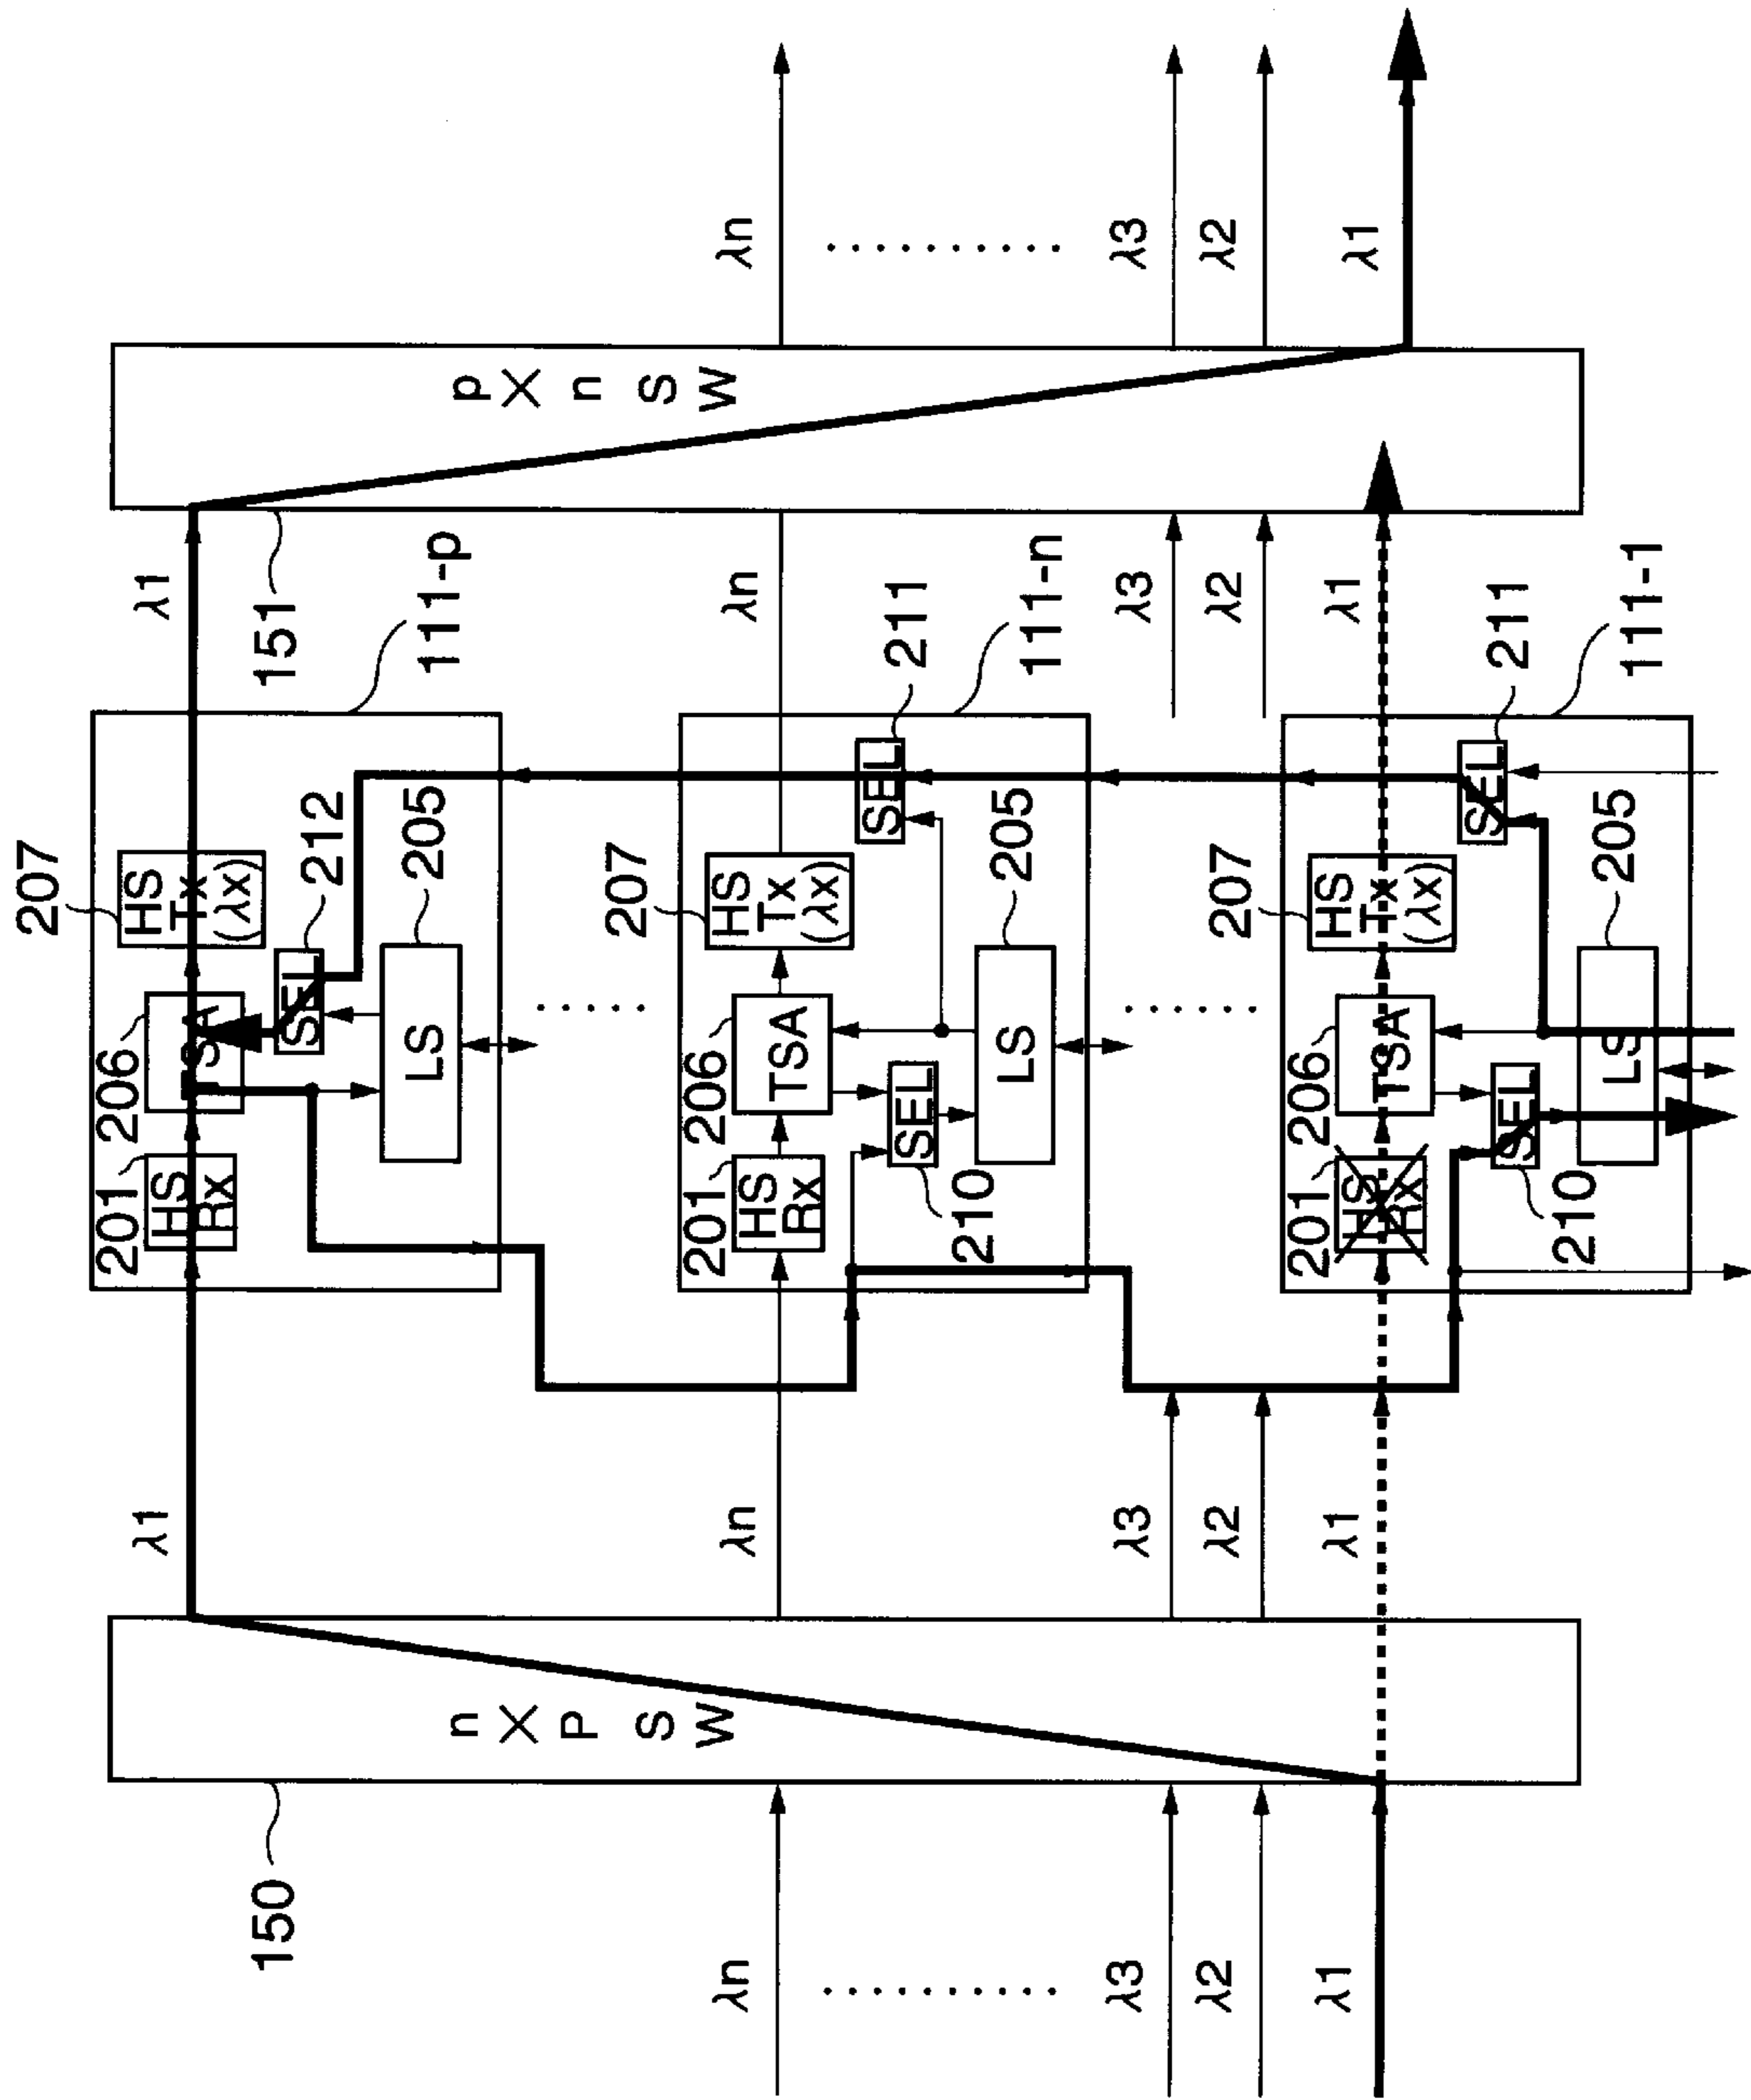 150
n × P SW
λn
λ3
λ2
λ1
λ1
λn
λ3
λ2
λ1
201
HS Rx
206
TSA
207
HS Tx (λx)
SEL
212
LS
205
111-p
201
HS Rx
206
TSA
207
HS Tx (λx)
SEL
210
SEL
211
LS
205
111-n
201
HS Rx
206
TSA
207
HS Tx (λx)
SEL
210
SEL
211
LS
205
111-1
λ1
λn
λ3
λ2
λ1
151
p × n SW
λn
λ3
λ2
λ1